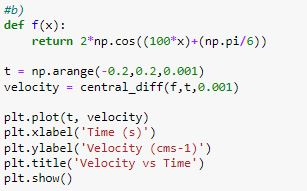 #b)
def f(x):
    return 2*np.cos((100*x)+(np.pi/6))

t = np.arange(-0.2,0.2,0.001)
velocity = central_diff(f,t,0.001)

plt.plot(t, velocity)
plt.xlabel('Time (s)')
plt.ylabel('Velocity (cms-1)')
plt.title('Velocity vs Time')
plt.show()